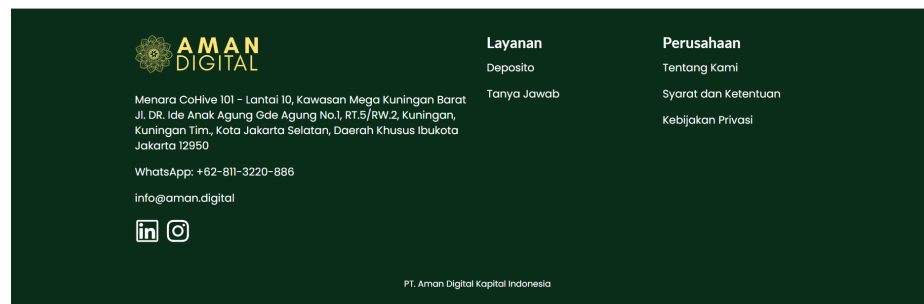 AMAN
DIGITAL
Menara CoHive 101 - Lantai 10, Kawasan Mega Kuningan Barat
Jl. DR. Ide Anak Agung Gde Agung No.1, RT.5/RW.2, Kuningan,
Kuningan Tim., Kota Jakarta Selatan, Daerah Khusus Ibukota
Jakarta 12950
WhatsApp: +62-811-3220-886
info@aman.digital
in
Layanan
Deposito
Tanya Jawab
Perusahaan
Tentang Kami
Syarat dan Ketentuan
Kebijakan Privasi
PT. Aman Digital Kapital Indonesia